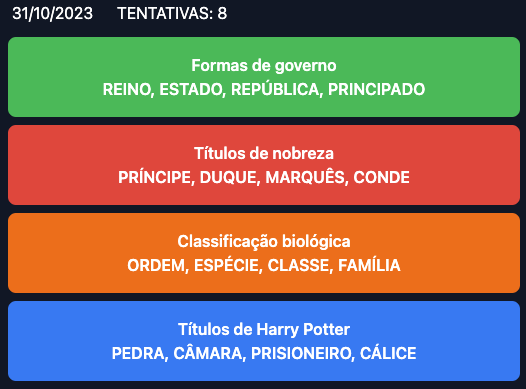 31/10/2023 TENTATIVAS: 8
Formas de governo
REINO, ESTADO, REPÚBLICA, PRINCIPADO
Títulos de nobreza
PRÍNCIPE, DUQUE, MARQUÊS, CONDE
Classificação biológica
ORDEM, ESPÉCIE, CLASSE, FAMÍLIA
Títulos de Harry Potter
PEDRA, CÂMARA, PRISIONEIRO, CÁLICE